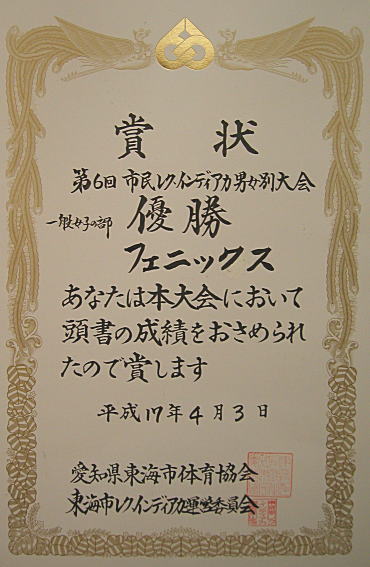 賞状
第6回 市民レク・インディアカ男女別大会
一般女子の部 優勝
フェニックス
あなたは本大会において
頭書の成績をおさめられ
たので賞します
平成17年4月3日
愛知県東海市体育協会
東海市レク・インディアカ運営委員会